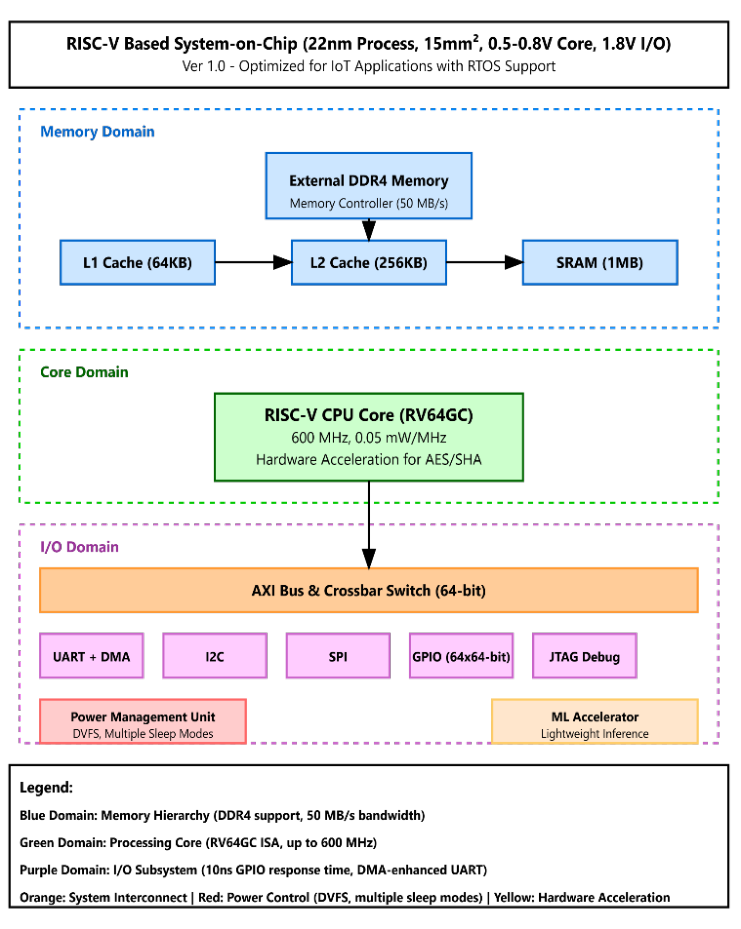 RISC-V Based System-on-Chip (22nm Process, 15mm², 0.5-0.8V Core, 1.8V I/O)
Ver 1.0 - Optimized for IoT Applications with RTOS Support
Memory Domain
External DDR4 Memory
Memory Controller (50 MB/s)
L1 Cache (64KB)
L2 Cache (256KB)
SRAM (1MB)
Core Domain
RISC-V CPU Core (RV64GC)
600 MHz, 0.05 mW/MHz
Hardware Acceleration for AES/SHA
I/O Domain
AXI Bus & Crossbar Switch (64-bit)
UART + DMA
I2C
SPI
GPIO (64x64-bit)
JTAG Debug
Power Management Unit
DVFS, Multiple Sleep Modes
ML Accelerator
Lightweight Inference
Legend:
Blue Domain: Memory Hierarchy (DDR4 support, 50 MB/s bandwidth)
Green Domain: Processing Core (RV64GC ISA, up to 600 MHz)
Purple Domain: I/O Subsystem (10ns GPIO response time, DMA-enhanced UART)
Orange: System Interconnect | Red: Power Control (DVFS, multiple sleep modes) | Yellow: Hardware Acceleration